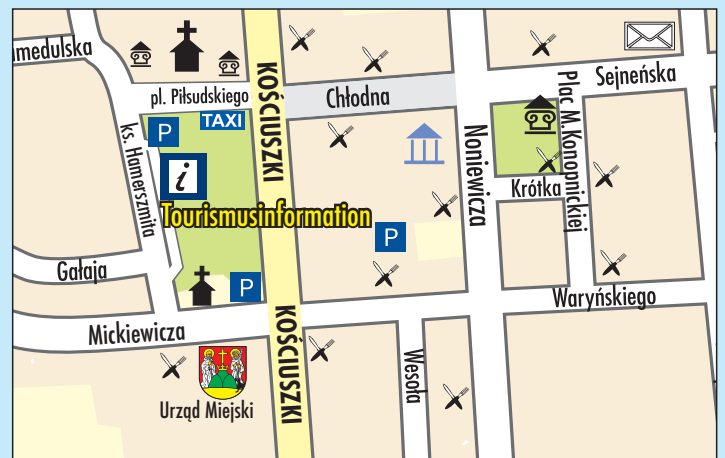 amedulska
Sejneńska
pl. Piłsudskiego
KOŚCIUSZKI
Chłodna
TAXI
P
ks. Hamerszmita
i
Tourismusinformation
Noniewicza
Plac M. Konopnickiej
Krótka
P
Gałaja
P
Waryńskiego
Mickiewicza
KOŚCIUSZKI
Wesoła
Urząd Miejski